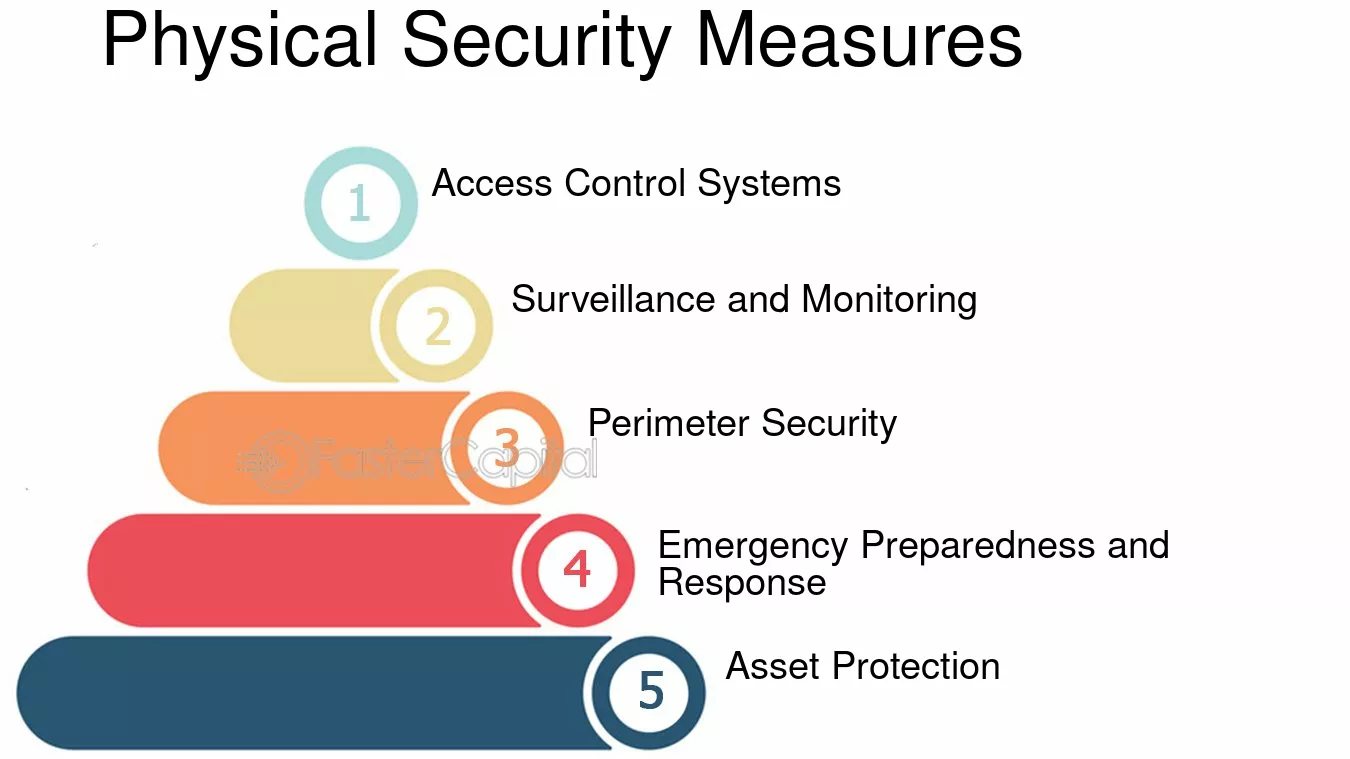 Physical Security Measures
1
Access Control Systems
2
Surveillance and Monitoring
3
Perimeter Security
FasterCapital
4
Emergency Preparedness and
Response
5
Asset Protection